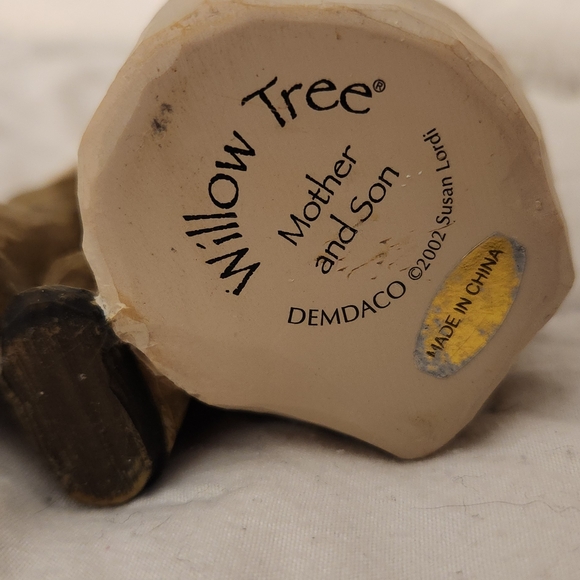 Willow Tree®
Mother
and Son
DEMDACO ©2002 Susan Lordi
MADE IN CHINA